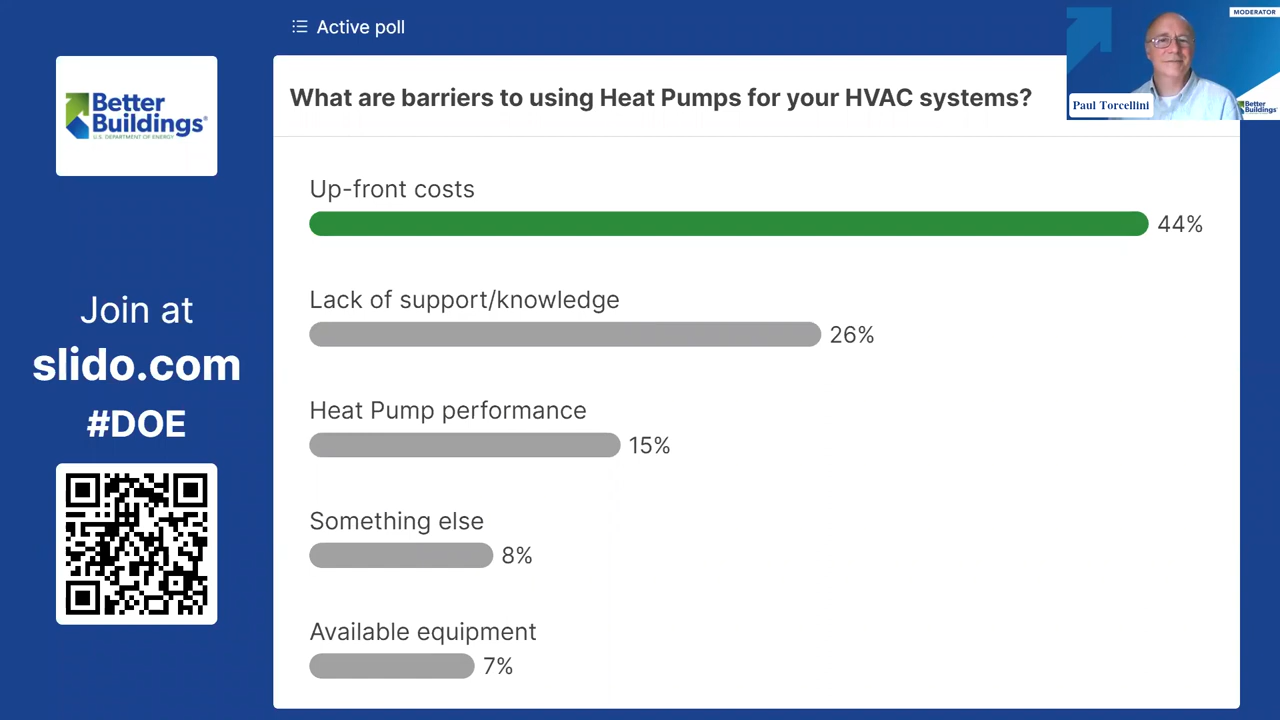 Active poll
MODERATOR
Better
Buildings®
U.S. DEPARTMENT OF ENERGY
What are barriers to using Heat Pumps for your HVAC systems?
Paul Torcellini
Better
Buildings
Up-front costs
44%
Lack of support/knowledge
26%
Join at
slido.com
#DOE
Heat Pump performance
15%
Something else
8%
Available equipment
7%